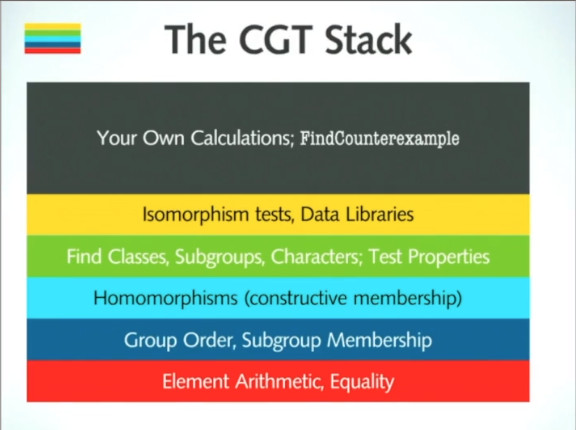 The CGT Stack
Your Own Calculations; FindCounterexample
Isomorphism tests, Data Libraries
Find Classes, Subgroups, Characters; Test Properties
Homomorphisms (constructive membership)
Group Order, Subgroup Membership
Element Arithmetic, Equality